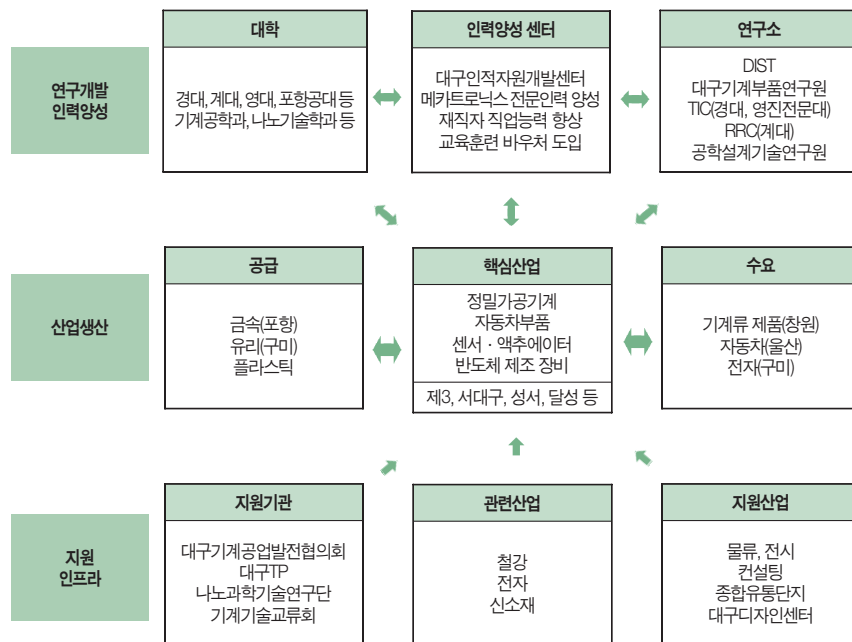 연구개발
인력양성
대학
경대, 계대, 영대, 포항공대 등
기계공학과, 나노기술학과 등
인력양성 센터
대구인적자원개발센터
메카트로닉스 전문인력 양성
재직자 직업능력 향상
교육훈련 바우처 도입
연구소
DIST
대구기계부품연구원
TIC(경대, 영진전문대)
RRC(계대)
공학설계기술연구원
산업생산
공급
금속(포항)
유리(구미)
플라스틱
핵심산업
정밀가공기계
자동차부품
센서 · 액추에이터
반도체 제조 장비
제3, 서대구, 성서, 달성 등
수요
기계류 제품(창원)
자동차(울산)
전자(구미)
지원
인프라
지원기관
대구기계공업발전협의회
대구TP
나노과학기술연구단
기계기술교류회
관련산업
철강
전자
신소재
지원산업
물류, 전시
컨설팅
종합유통단지
대구디자인센터